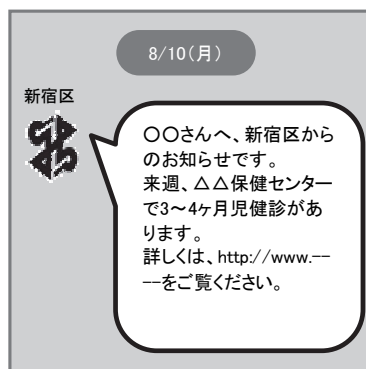 8/10(月)
新宿区
〇〇さんへ、新宿区から
のお知らせです。
来週、△△保健センター
で3～4ヶ月児健診があ
ります。
詳しくは、http://www.--
--をご覧ください。